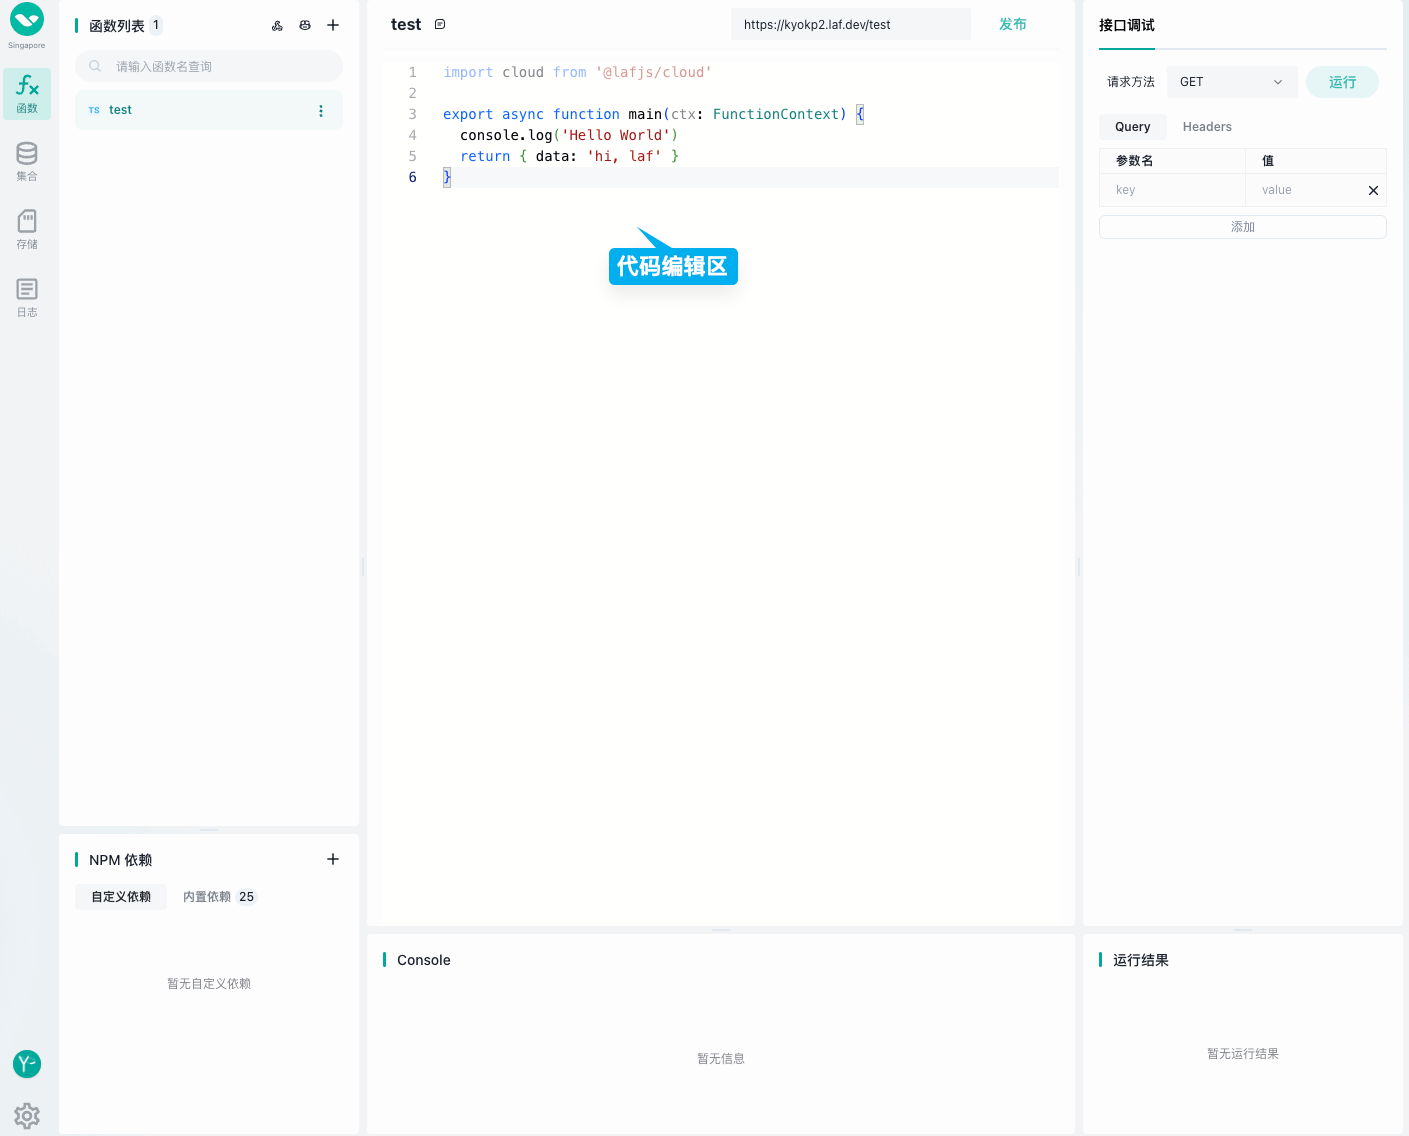 Singapore
函数
集合
存储
日志
函数列表 1
请输入函数名查询
TS test
NPM 依赖
自定义依赖 内置依赖 25
暂无自定义依赖
test https://kyokp2.laf.dev/test 发布
1 import cloud from '@lafjs/cloud'
2
3 export async function main(ctx: FunctionContext) {
4 console.log('Hello World')
5 return { data: 'hi, laf' }
6 }
代码编辑区
Console
暂无信息
接口调试
请求方法 GET 运行
Query Headers
参数名 值
key value
添加
运行结果
暂无运行结果